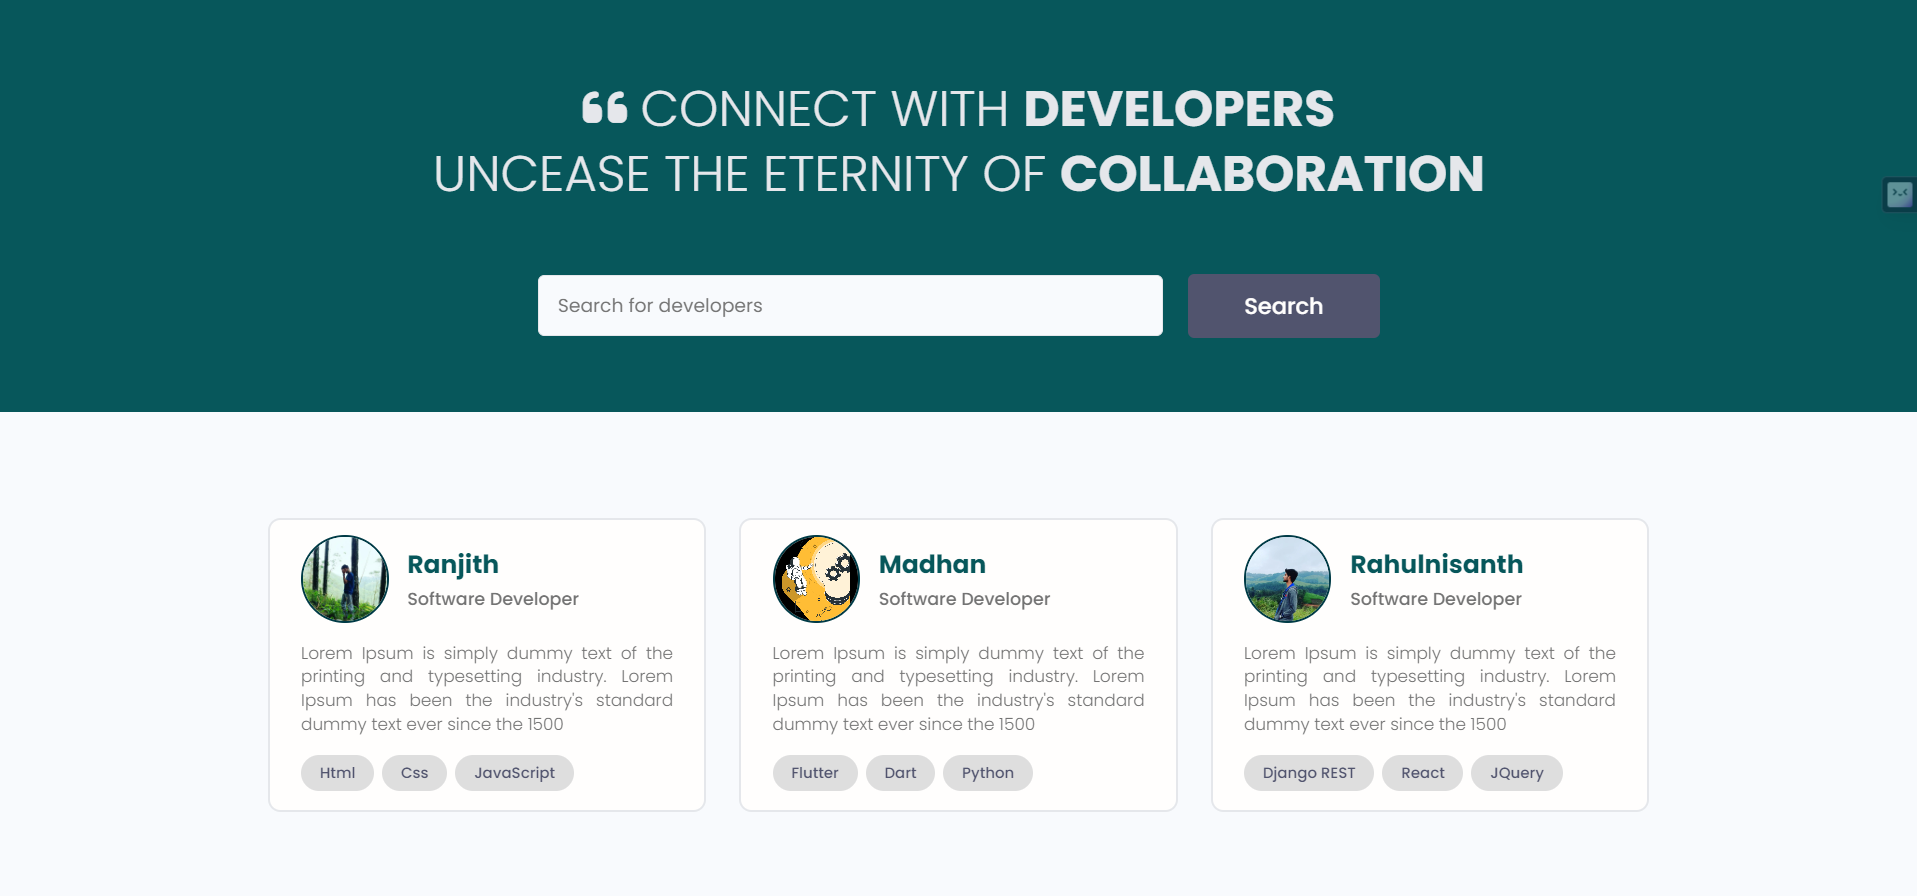 ❝ CONNECT WITH DEVELOPERS
UNCEASE THE ETERNITY OF COLLABORATION
Search for developers
Search
Ranjith
Software Developer
Lorem Ipsum is simply dummy text of the
printing and typesetting industry. Lorem
Ipsum has been the industry's standard
dummy text ever since the 1500
Html
Css
JavaScript
Madhan
Software Developer
Lorem Ipsum is simply dummy text of the
printing and typesetting industry. Lorem
Ipsum has been the industry's standard
dummy text ever since the 1500
Flutter
Dart
Python
Rahulnisanth
Software Developer
Lorem Ipsum is simply dummy text of the
printing and typesetting industry. Lorem
Ipsum has been the industry's standard
dummy text ever since the 1500
Django REST
React
JQuery